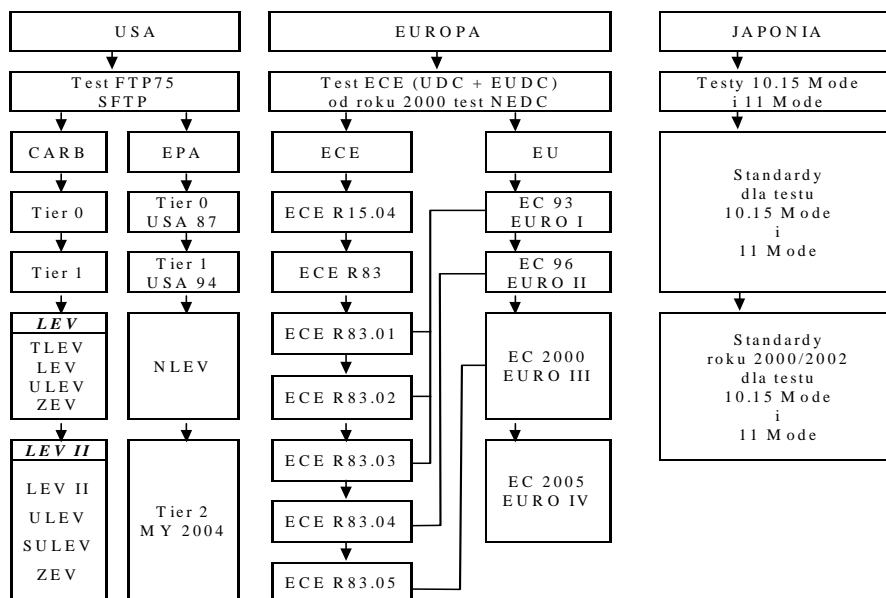 USA
Test FTP75
SFTP
CARB
Tier 0
Tier 1
LEV
TLEV
LEV
ULEV
ZEV
LEV II
LEV II
ULEV
SULEV
ZEV
EPA
Tier 0
USA 87
Tier 1
USA 94
NLEV
Tier 2
MY 2004
EUROPA
Test ECE (UDC + EUDC)
od roku 2000 test NEDC
ECE
ECE R15.04
ECE R83
ECE R83.01
ECE R83.02
ECE R83.03
ECE R83.04
ECE R83.05
EU
EC 93
EURO I
EC 96
EURO II
EC 2000
EURO III
EC 2005
EURO IV
JAPONIA
Testy 10.15 Mode
i 11 Mode
Standardy
dla testu
10.15 Mode
i
11 Mode
Standardy
roku 2000/2002
dla testu
10.15 Mode
i
11 Mode